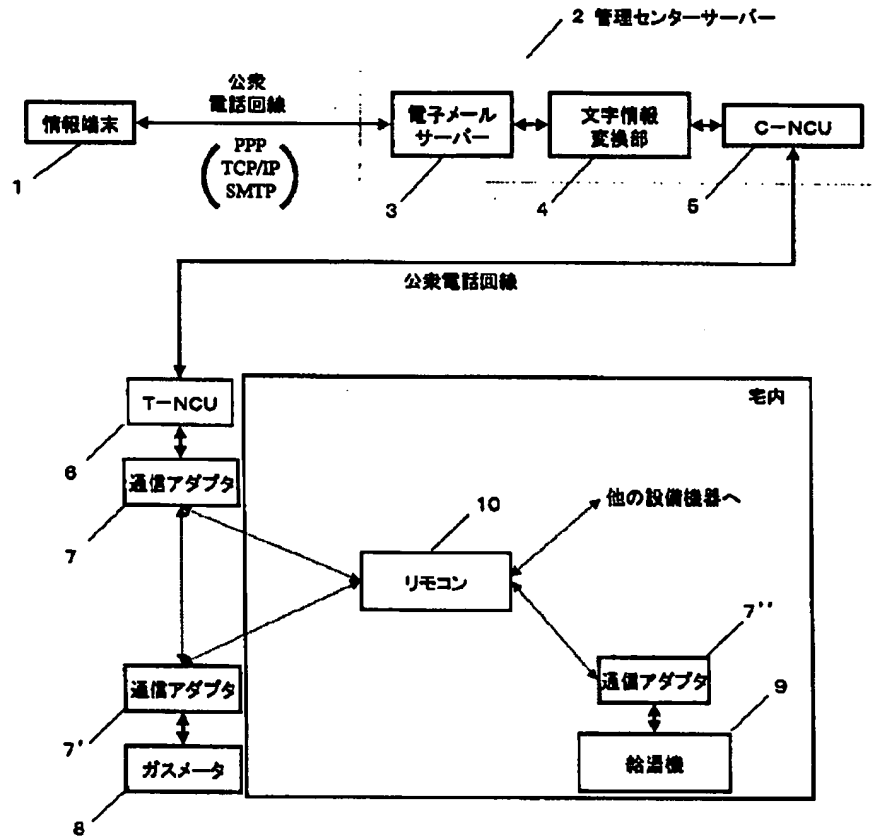 2 管理センターサーバー
公衆
電話回線
情報端末
電子メール
サーバー
文字情報
変換部
C-NCU
PPP
TCP/IP
SMTP
1
3
4
5
公衆電話回線
T-NCU
宅内
6
通信アダプタ
他の設備機器へ
10
7
リモコン
7''
通信アダプタ
通信アダプタ
9
7'
ガスメータ
給湯機
8